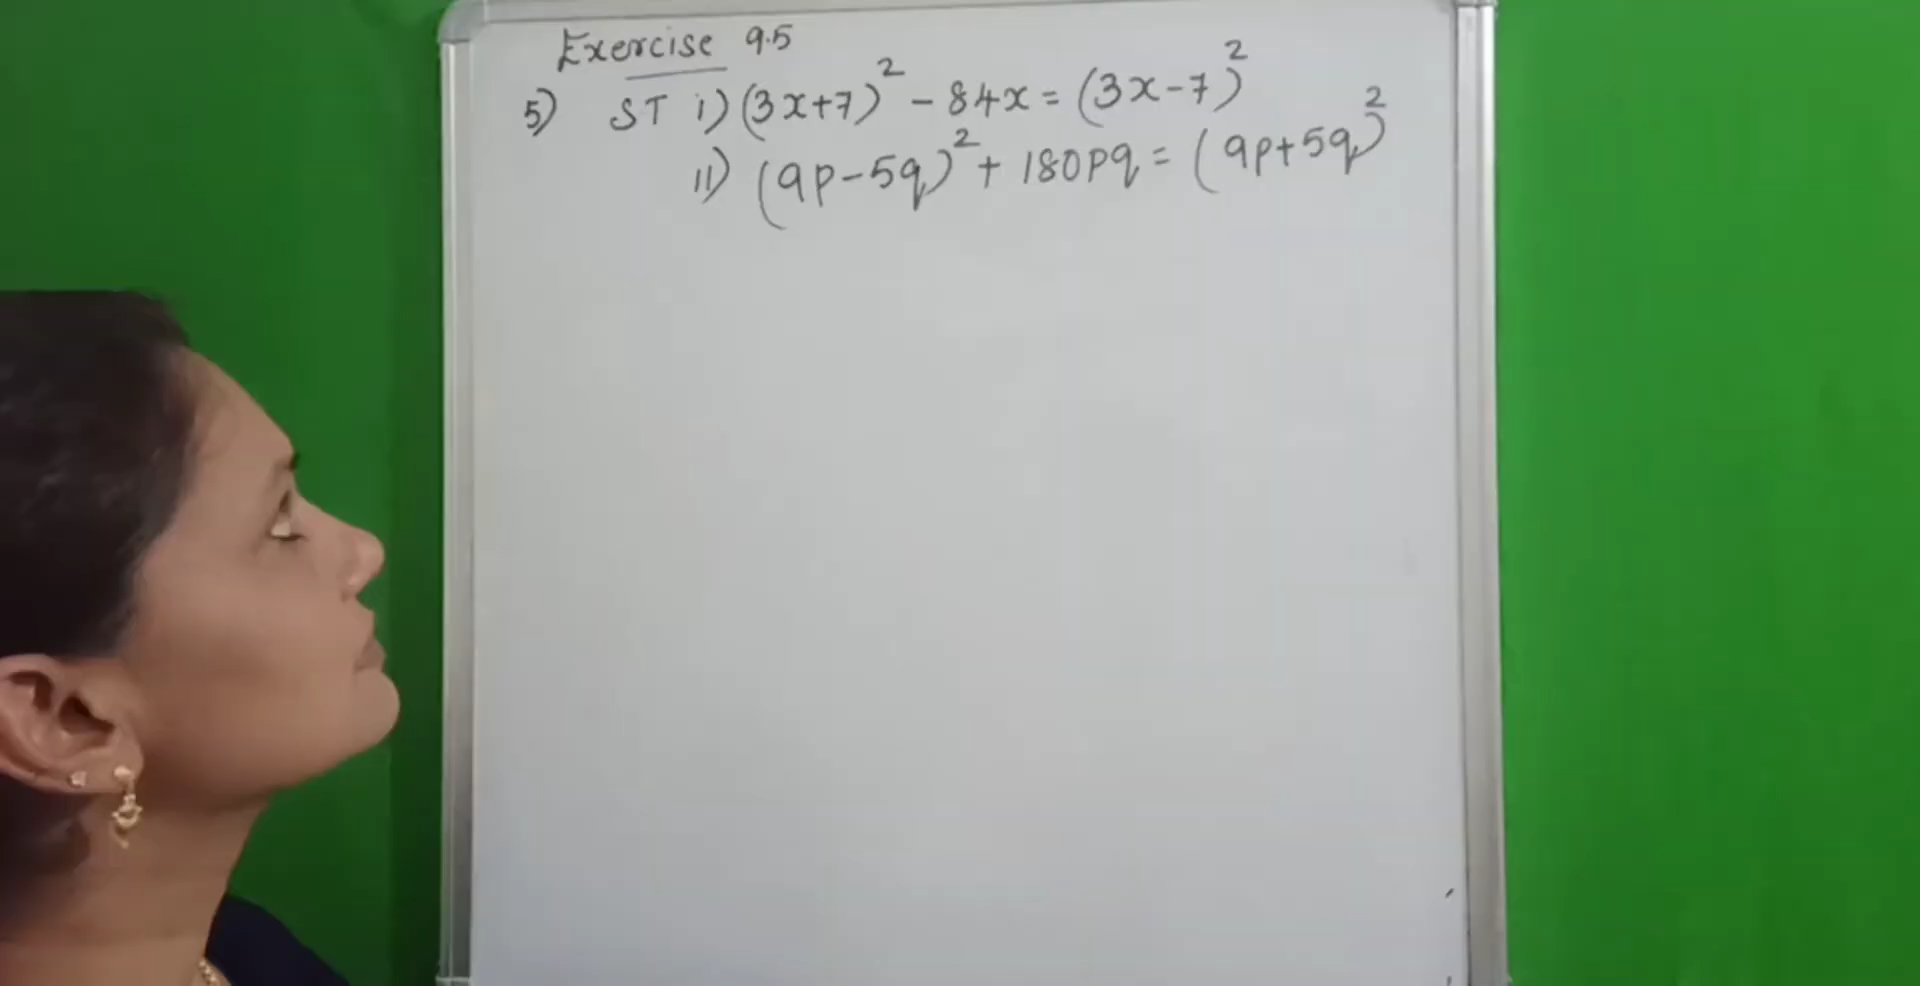 Exercise 9.5
5) ST i) (3x+7)² - 84x = (3x-7)²
ii) (9p-5q)² + 180pq = (9p+5q)²